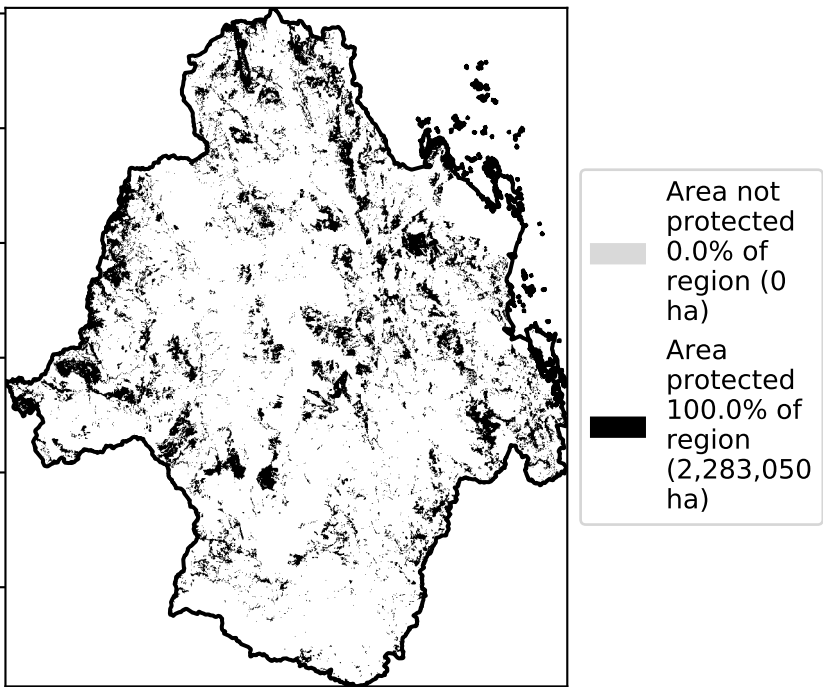 Area not
protected
0.0% of
region (0
ha)
Area
protected
100.0% of
region
(2,283,050
ha)